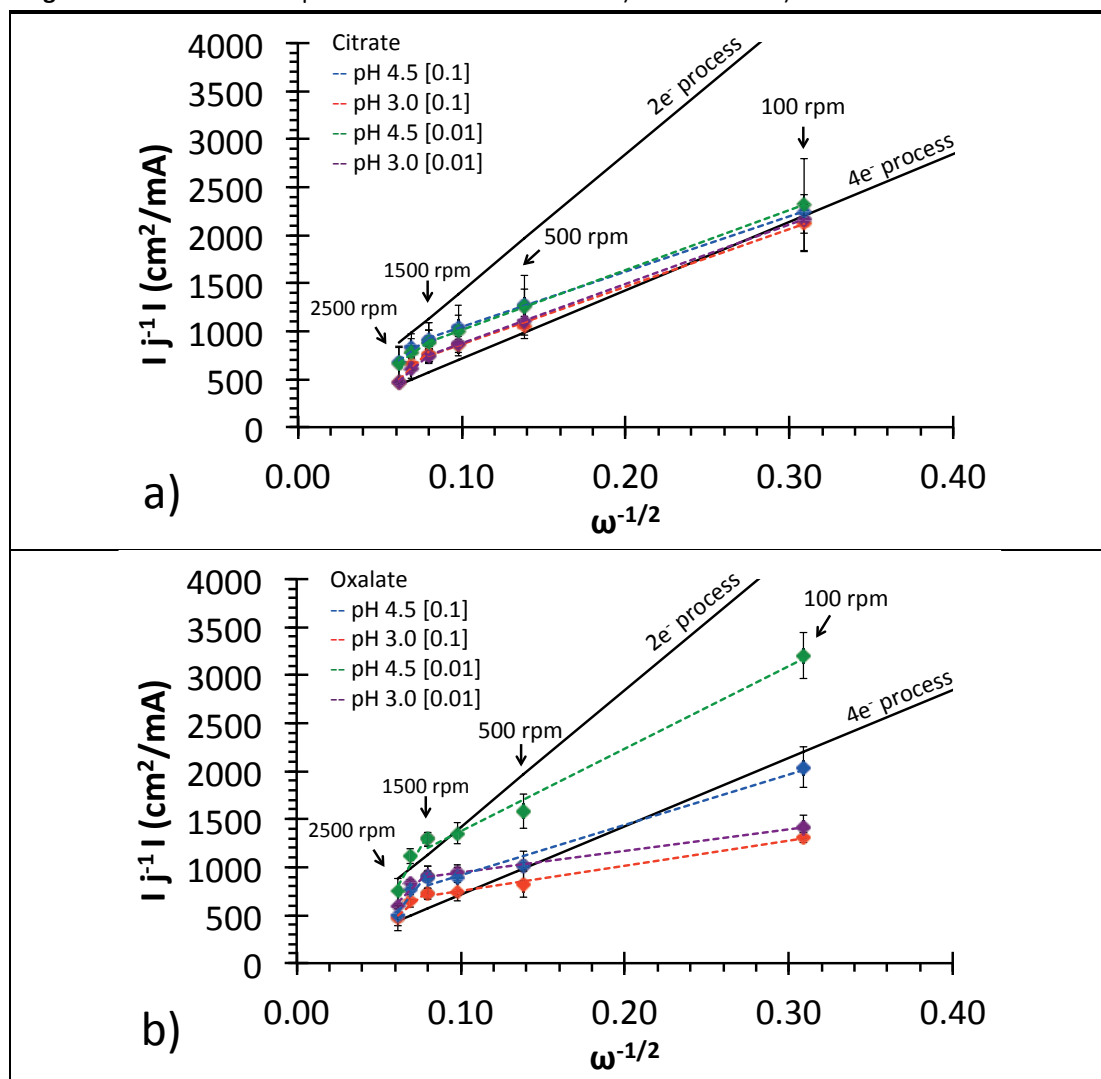 Citrate
-- pH 4.5 [0.1]
-- pH 3.0 [0.1]
-- pH 4.5 [0.01]
-- pH 3.0 [0.01]
2e⁻ process
4e⁻ process
100 rpm
500 rpm
1500 rpm
2500 rpm
I j⁻¹ I (cm²/mA)
4000
3500
3000
2500
2000
1500
1000
500
0
0.00 0.10 0.20 0.30 0.40
ω⁻¹/²
a)
Oxalate
-- pH 4.5 [0.1]
-- pH 3.0 [0.1]
-- pH 4.5 [0.01]
-- pH 3.0 [0.01]
2e⁻ process
4e⁻ process
100 rpm
500 rpm
1500 rpm
2500 rpm
I j⁻¹ I (cm²/mA)
4000
3500
3000
2500
2000
1500
1000
500
0
0.00 0.10 0.20 0.30 0.40
ω⁻¹/²
b)